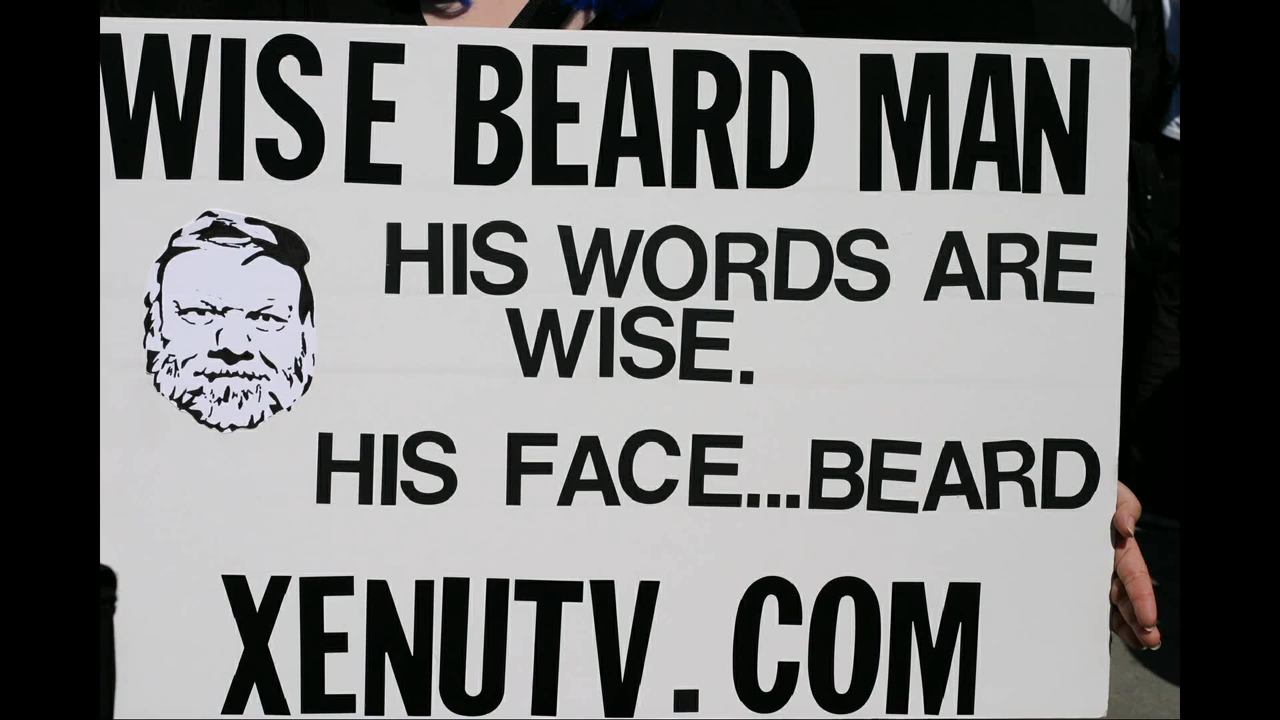 WISE BEARD MAN
HIS WORDS ARE
WISE.
HIS FACE...BEARD
XENUTV.COM